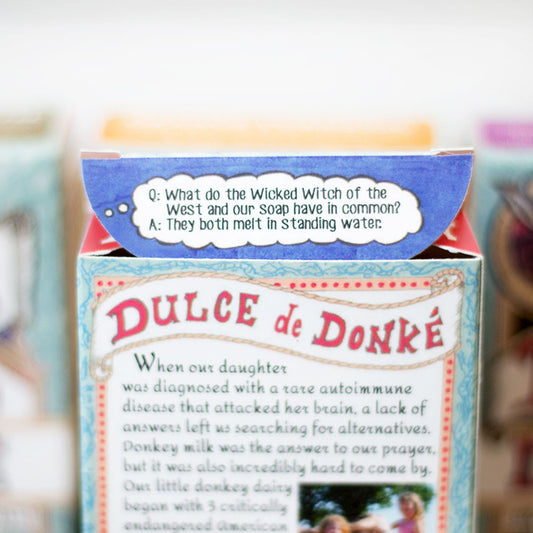 Q: What do the Wicked Witch of the
West and our soap have in common?
A: They both melt in standing water.
DULCE de DONKÉ
When our daughter
was diagnosed with a rare autoimmune
disease that attacked her brain, a lack of
answers left us searching for alternatives.
Donkey milk was the answer to our prayer,
but it was also incredibly hard to come by.
Our little donkey dairy
began with 3 critically
endangered American